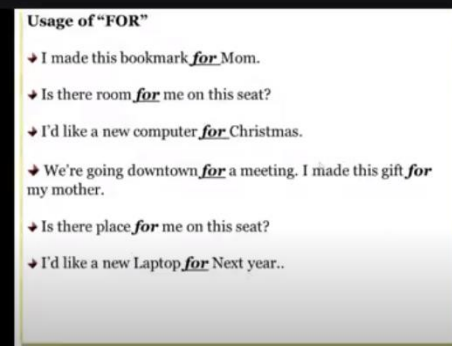 Usage of “FOR”
I made this bookmark for Mom.
Is there room for me on this seat?
I'd like a new computer for Christmas.
We're going downtown for a meeting. I made this gift for
my mother.
Is there place for me on this seat?
I'd like a new Laptop for Next year..